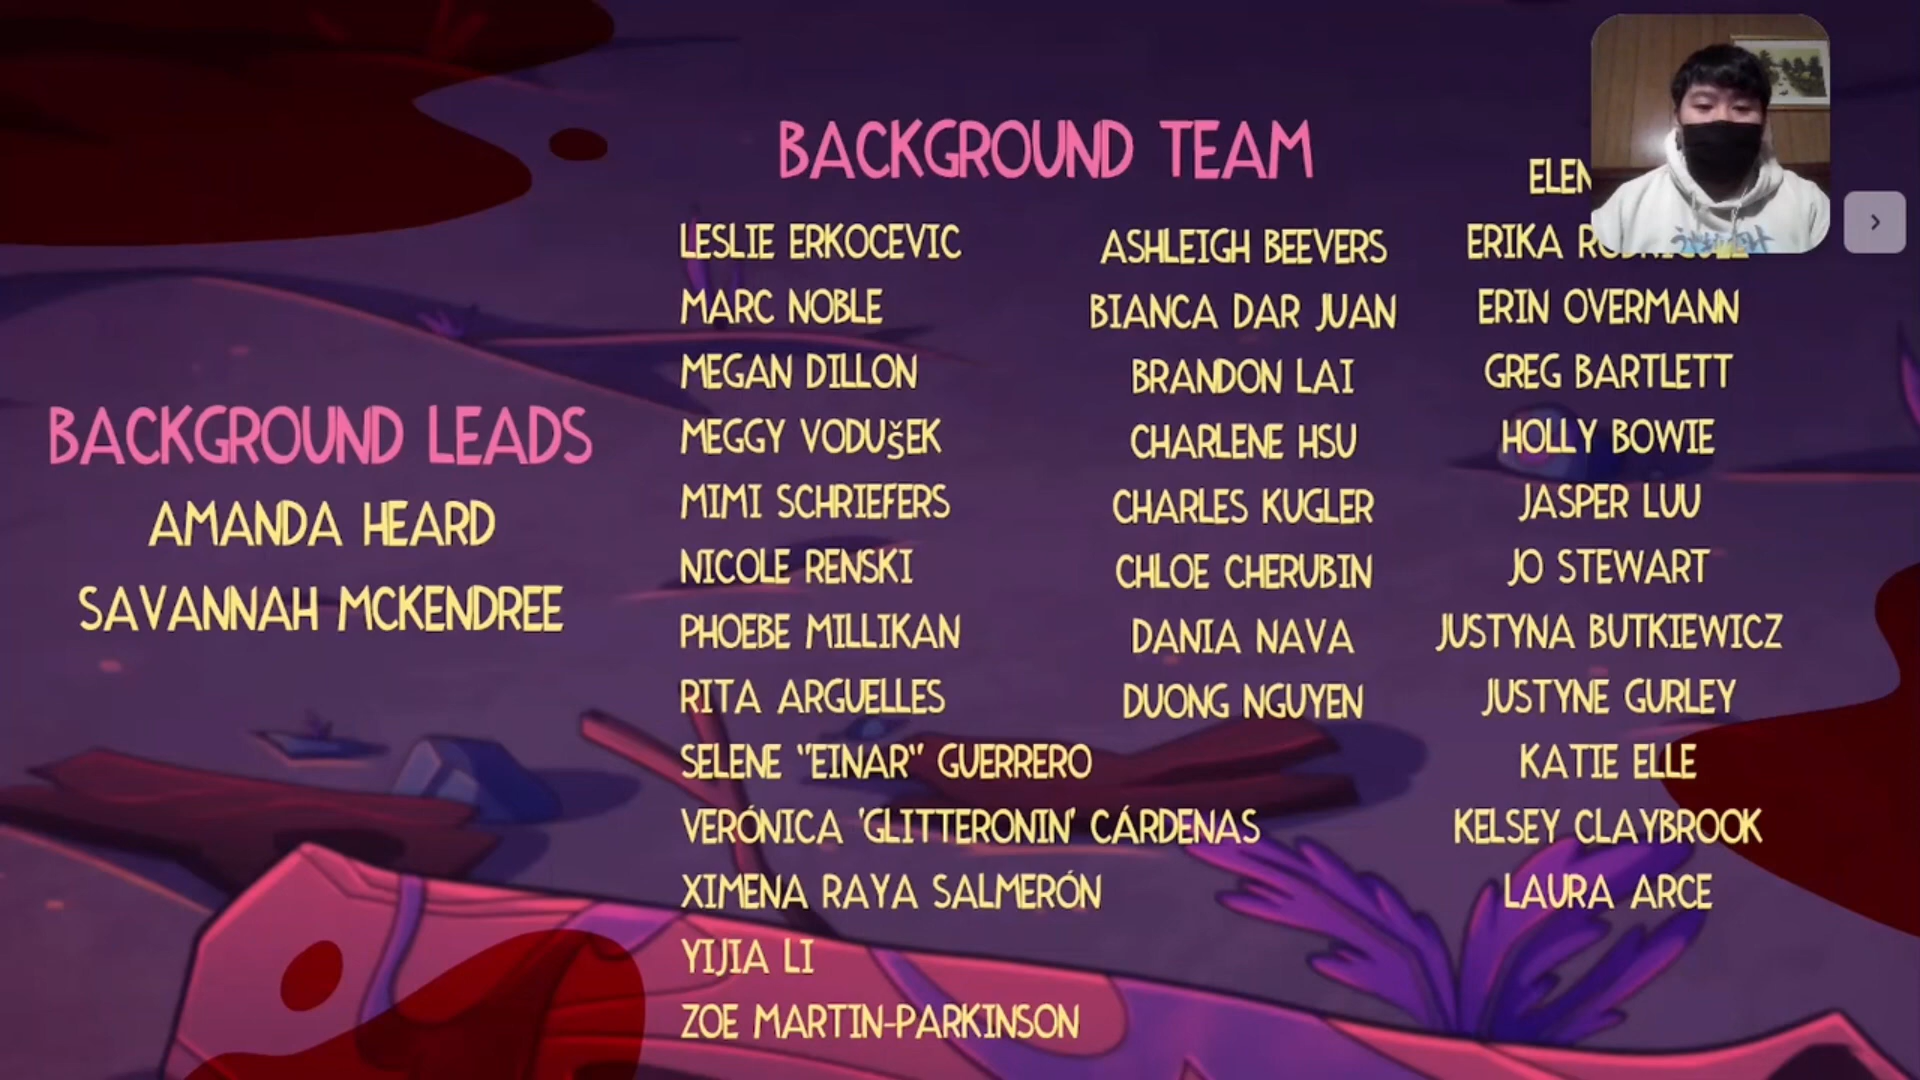 BACKGROUND LEADS
AMANDA HEARD
SAVANNAH MCKENDREE
BACKGROUND TEAM
LESLIE ERKOCEVIC
MARC NOBLE
MEGAN DILLON
MEGGY VODUšEK
MIMI SCHRIEFERS
NICOLE RENSKI
PHOEBE MILLIKAN
RITA ARGUELLES
SELENE "EINAR" GUERRERO
VERÓNICA 'GLITTERONIN' CÁRDENAS
XIMENA RAYA SALMERÓN
YIJIA LI
ZOE MARTIN-PARKINSON
ASHLEIGH BEEVERS
BIANCA DAR JUAN
BRANDON LAI
CHARLENE HSU
CHARLES KUGLER
CHLOE CHERUBIN
DANIA NAVA
DUONG NGUYEN
ERIKA
ERIN OVERMANN
GREG BARTLETT
HOLLY BOWIE
JASPER LUU
JO STEWART
JUSTYNA BUTKIEWICZ
JUSTYNE GURLEY
KATIE ELLE
KELSEY CLAYBROOK
LAURA ARCE